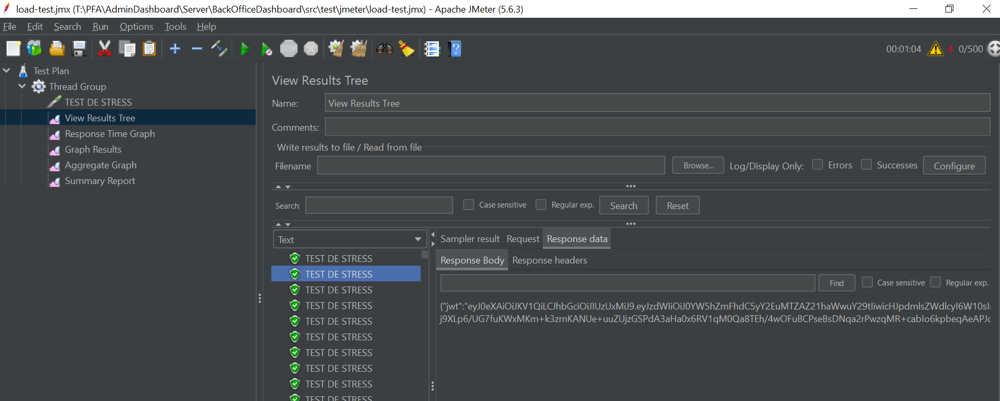 load-test.jmx (T:\PFA\AdminDashboard\Server\BackOfficeDashboard\src\test\jmeter\load-test.jmx) - Apache JMeter (5.6.3)
File Edit Search Run Options Tools Help
STOP
00:01:04 4 0/500
Test Plan
Thread Group
TEST DE STRESS
View Results Tree
Response Time Graph
Graph Results
Aggregate Graph
Summary Report
View Results Tree
Name: View Results Tree
Comments:
Write results to file / Read from file
Filename Browse... Log/Display Only: Errors Successes Configure
Search: Case sensitive Regular exp. Search Reset
Text
TEST DE STRESS
TEST DE STRESS
TEST DE STRESS
TEST DE STRESS
TEST DE STRESS
TEST DE STRESS
TEST DE STRESS
TEST DE STRESS
TEST DE STRESS
TEST DE STRESS
Sampler result Request Response data
Response Body Response headers
Find Case sensitive Regular exp.
{"jwt":"eyJ0eXAiOiJKV1QiLCJhbGciOiJIUzUxMiJ9.eyJzdWIiOiJ0YW5hZmFhdC5yY2EuMTZAZ21haWwuY29tIiwicHJpdmlsZWdlcyI6W10sI
j9XLp6/UG7fuKWxMKm+k3zrnKANUe+uuZUjzGSPdA3aHa0x6RV1qM0Qa8TEh/4wOFuBCPseBsDNqa2rPwzqMR+cablo6kpbeqAeAPJc